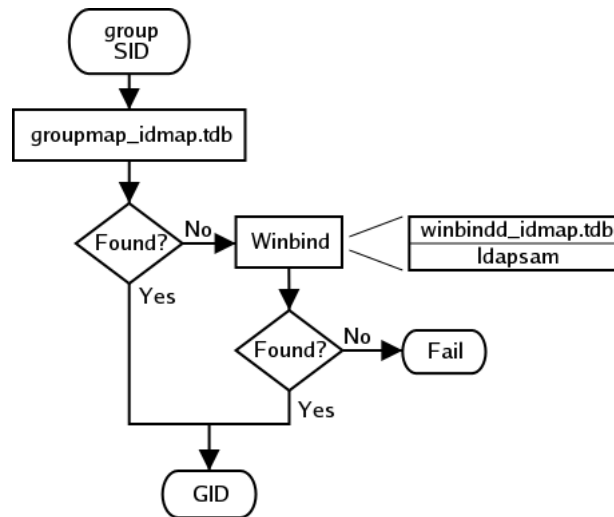 group
SID
groupmap_idmap.tdb
Found?
No
Winbind
winbindd_idmap.tdb
ldapsam
Yes
Found?
No
Fail
Yes
GID